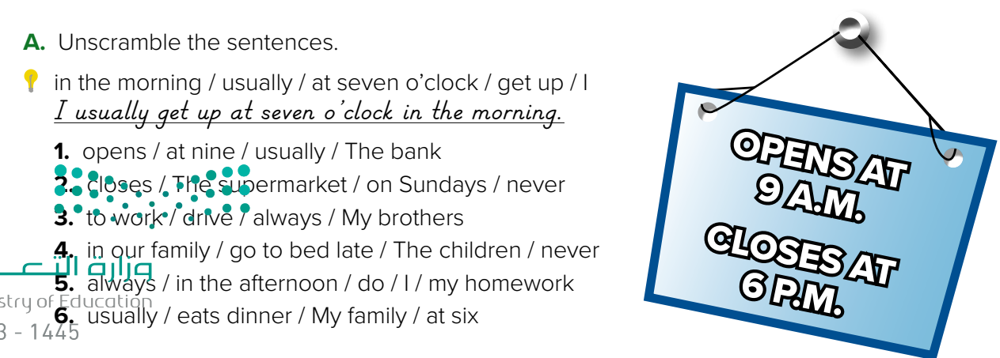 A. Unscramble the sentences.
in the morning / usually / at seven o'clock / get up / I
I usually get up at seven o'clock in the morning.
1. opens / at nine / usually / The bank
2. closes / The supermarket / on Sundays / never
3. to work / drive / always / My brothers
4. in our family / go to bed late / The children / never
5. always / in the afternoon / do / I / my homework
6. usually / eats dinner / My family / at six
وزارة التع
stry of Education
3 - 1445
OPENS AT
9 A.M.
CLOSES AT
6 P.M.